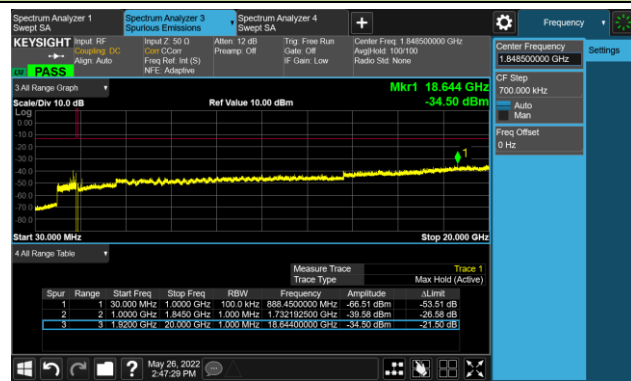 Spectrum Analyzer 1
Swept SA
Spectrum Analyzer 3
Spurious Emissions
Spectrum Analyzer 4
Swept SA
Frequency
KEYSIGHT
Input: RF
Coupling: DC
Align: Auto
Input Z: 50 Ω
Corr CCorr
Freq Ref: Int (S)
NFE: Adaptive
Atten: 12 dB
Preamp: Off
Trig: Free Run
Gate: Off
IF Gain: Low
Center Freq: 1.848500000 GHz
Avg|Hold: 100/100
Radio Std: None
PASS
Center Frequency
1.848500000 GHz
Settings
CF Step
700.000 kHz
Auto
Man
Freq Offset
0 Hz
3 All Range Graph
Mkr1 18.644 GHz
Scale/Div 10.0 dB
Ref Value 10.00 dBm
-34.50 dBm
Log
0.00
-10.0
-20.0
-30.0
-40.0
-50.0
-60.0
-70.0
-80.0
1
Start 30.000 MHz
Stop 20.000 GHz
4 All Range Table
Measure Trace Trace 1
Trace Type Max Hold (Active)
Spur Range Start Freq Stop Freq RBW Frequency Amplitude ΔLimit
1 1 30.000 MHz 1.0000 GHz 100.0 kHz 888.4500000 MHz -66.51 dBm -53.51 dB
2 2 1.0000 GHz 1.8450 GHz 1.000 MHz 1.732192500 GHz -39.58 dBm -26.58 dB
3 3 1.9200 GHz 20.000 GHz 1.000 MHz 18.64400000 GHz -34.50 dBm -21.50 dB
May 26, 2022
2:47:29 PM